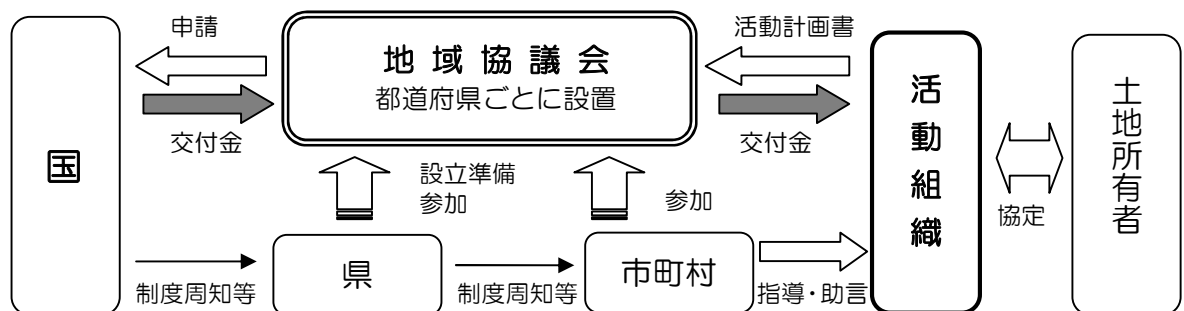 国
申請
交付金
地域協議会
都道府県ごとに設置
活動計画書
交付金
活動組織
協定
土地所有者
設立準備
参加
参加
制度周知等
県
制度周知等
市町村
指導・助言